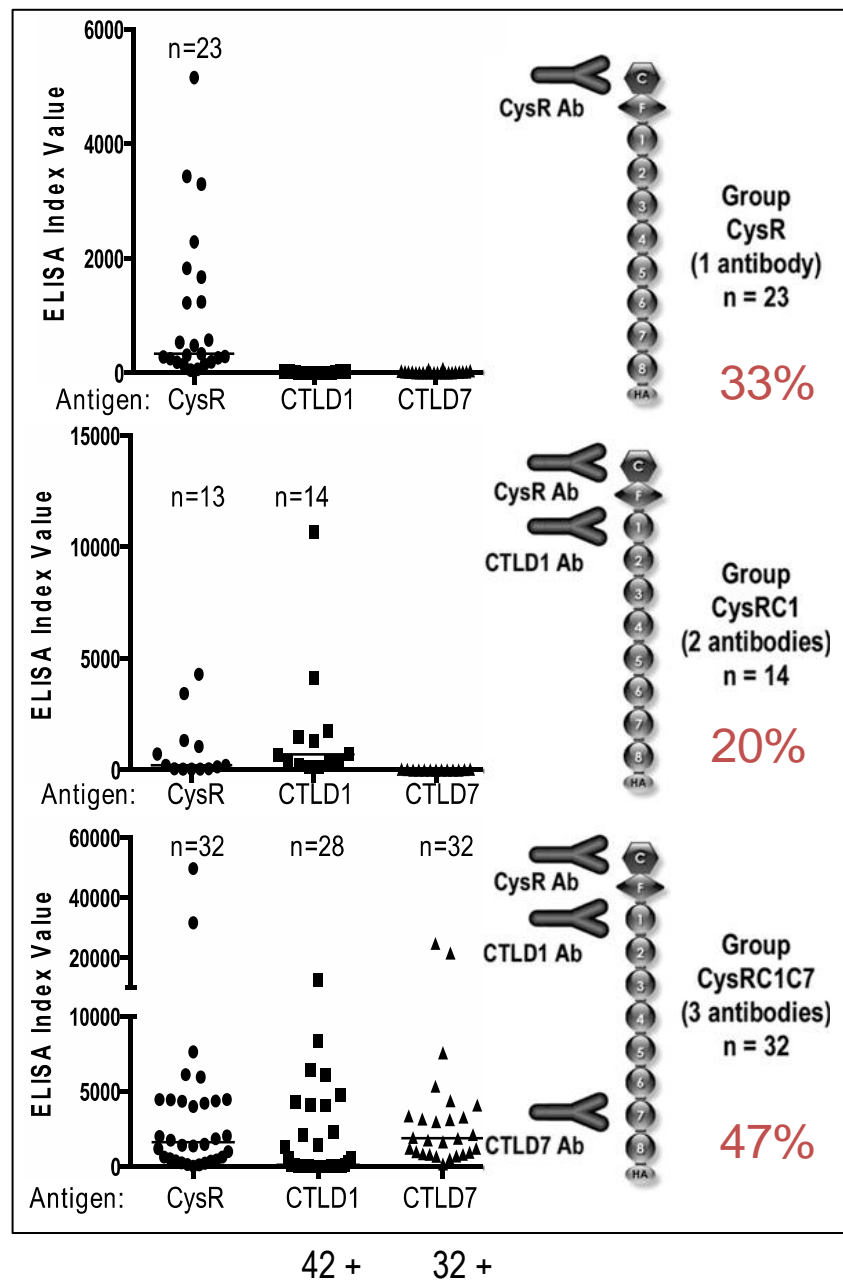 6000
4000
2000
0
ELISA Index Value
n=23
Antigen: CysR CTLD1 CTLD7
CysR Ab
C
F
1
2
3
4
5
6
7
8
HA
Group
CysR
(1 antibody)
n = 23
33%
15000
10000
5000
0
ELISA Index Value
n=13 n=14
Antigen: CysR CTLD1 CTLD7
CysR Ab
CTLD1 Ab
C
F
1
2
3
4
5
6
7
8
HA
Group
CysRC1
(2 antibodies)
n = 14
20%
60000
40000
20000
10000
5000
0
ELISA Index Value
n=32 n=28 n=32
Antigen: CysR CTLD1 CTLD7
CysR Ab
CTLD1 Ab
CTLD7 Ab
C
F
1
2
3
4
5
6
7
8
HA
Group
CysRC1C7
(3 antibodies)
n = 32
47%
42 + 32 +